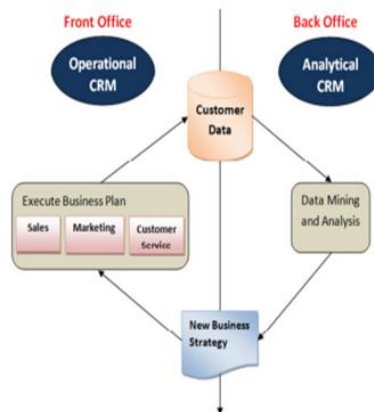 Front Office
Back Office
Operational
CRM
Analytical
CRM
Customer
Data
Execute Business Plan
Sales
Marketing
Customer
Service
Data Mining
and Analysis
New Business
Strategy